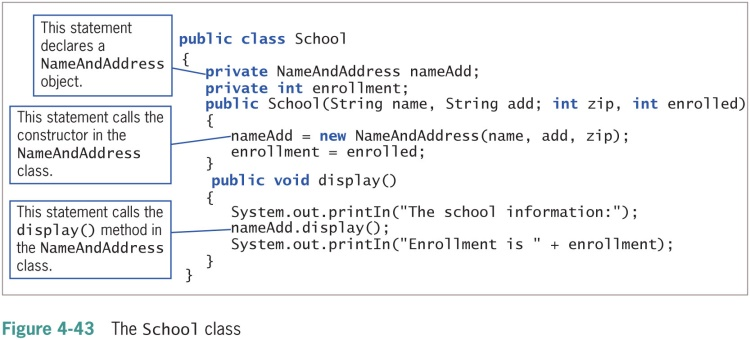 This statement
declares a
NameAndAddress
object.
public class School
{
private NameAndAddress nameAdd;
private int enrollment;
public School(String name, String add; int zip, int enrolled)
{
This statement calls the
constructor in the
NameAndAddress
class.
nameAdd = new NameAndAddress(name, add, zip);
enrollment = enrolled;
}
public void display()
{
This statement calls the
display() method in
the NameAndAddress
class.
System.out.printIn("The school information:");
nameAdd.display();
System.out.printIn("Enrollment is " + enrollment);
}
}
Figure 4-43 The School class